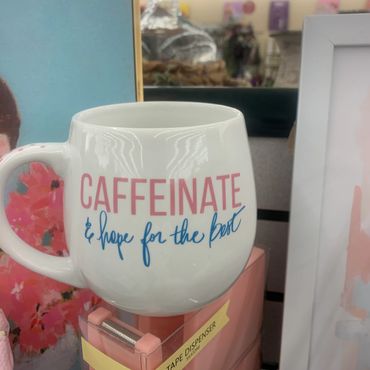 CAFFEINATE
& hope for the best
TAPE DISPENSER